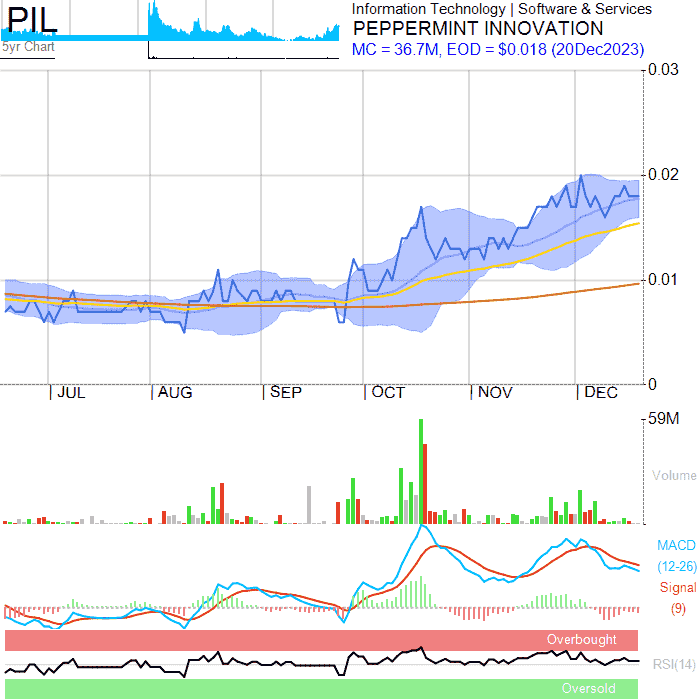 PIL
5yr Chart
Information Technology | Software & Services
PEPPERMINT INNOVATION
MC = 36.7M, EOD = $0.018 (20Dec2023)
0.03
0.02
0.01
0
JUL AUG SEP OCT NOV DEC
59M
Volume
MACD
(12-26)
Signal
(9)
Overbought
RSI(14)
Oversold